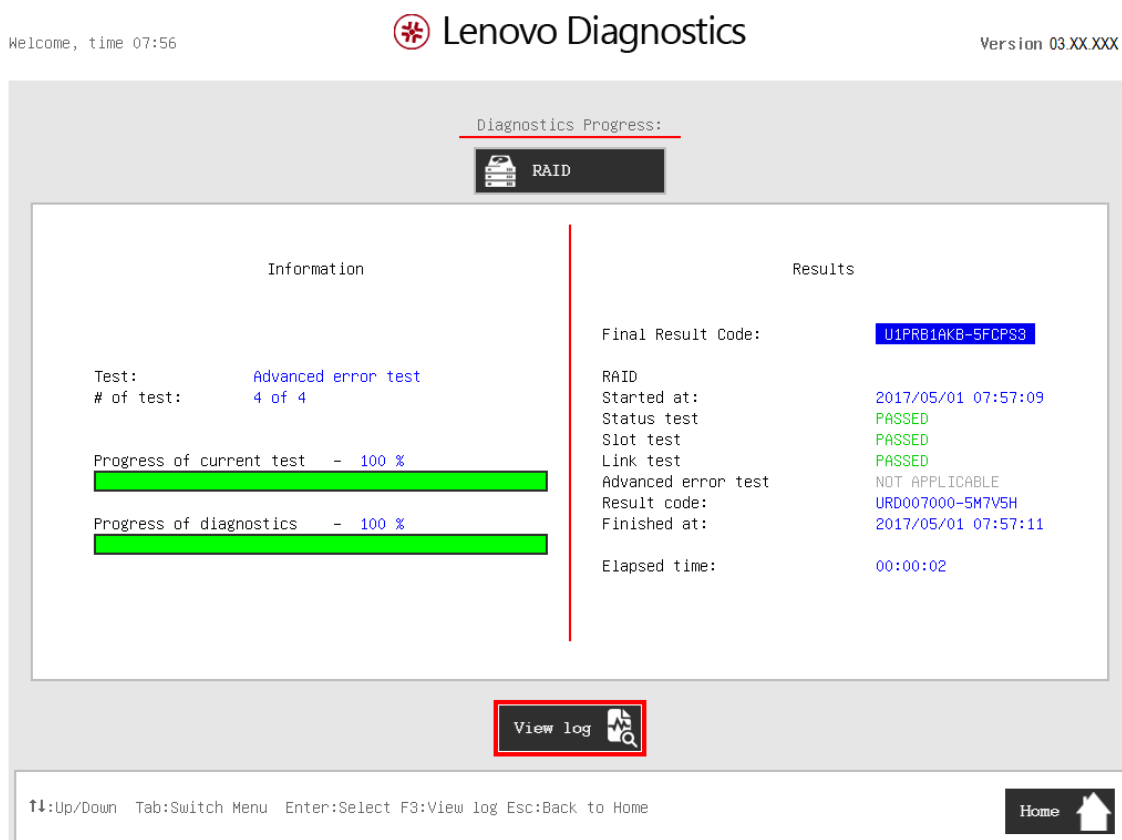 Welcome, time 07:56
Lenovo Diagnostics
Version 03.XX.XXX
Diagnostics Progress:
RAID
Information
Test: Advanced error test
# of test: 4 of 4
Progress of current test - 100 %
Progress of diagnostics - 100 %
Results
Final Result Code: U1PRB1AKB-5FCPS3
RAID
Started at: 2017/05/01 07:57:09
Status test PASSED
Slot test PASSED
Link test PASSED
Advanced error test NOT APPLICABLE
Result code: URD007000-5M7V5H
Finished at: 2017/05/01 07:57:11
Elapsed time: 00:00:02
View log
↑↓:Up/Down Tab:Switch Menu Enter:Select F3:View log Esc:Back to Home
Home